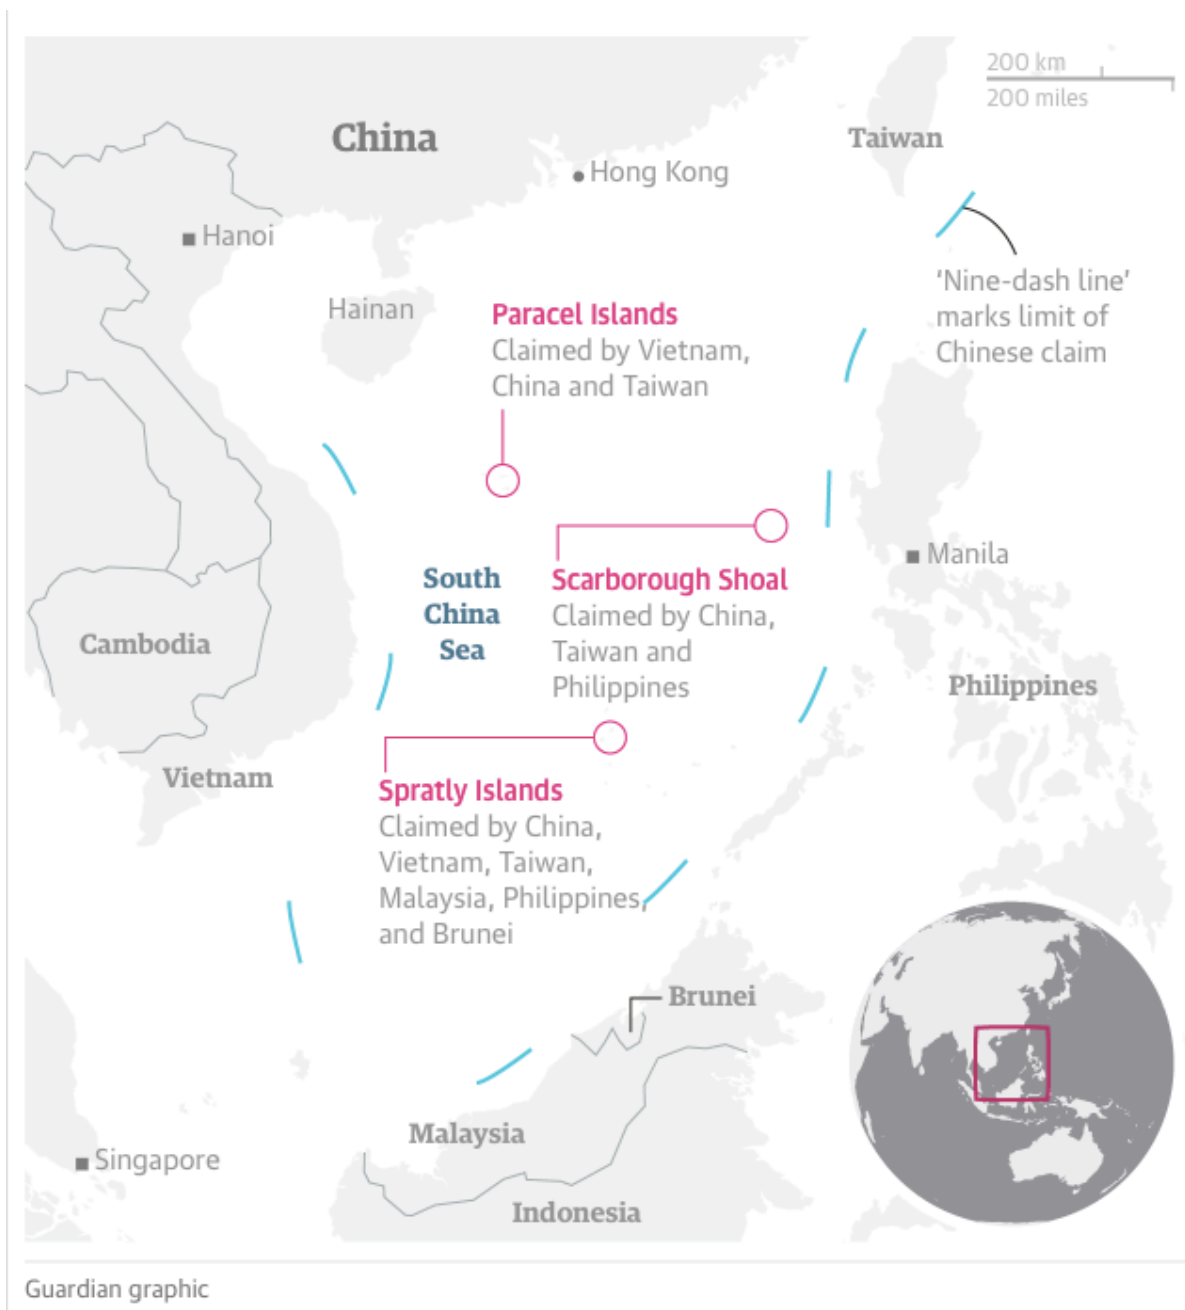 200 km
200 miles
China
Taiwan
Hong Kong
Hanoi
'Nine-dash line'
marks limit of
Chinese claim
Hainan
Paracel Islands
Claimed by Vietnam,
China and Taiwan
Manila
South
China
Sea
Scarborough Shoal
Claimed by China,
Taiwan and
Philippines
Cambodia
Philippines
Vietnam
Spratly Islands
Claimed by China,
Vietnam, Taiwan,
Malaysia, Philippines,
and Brunei
Brunei
Malaysia
Singapore
Indonesia
Guardian graphic